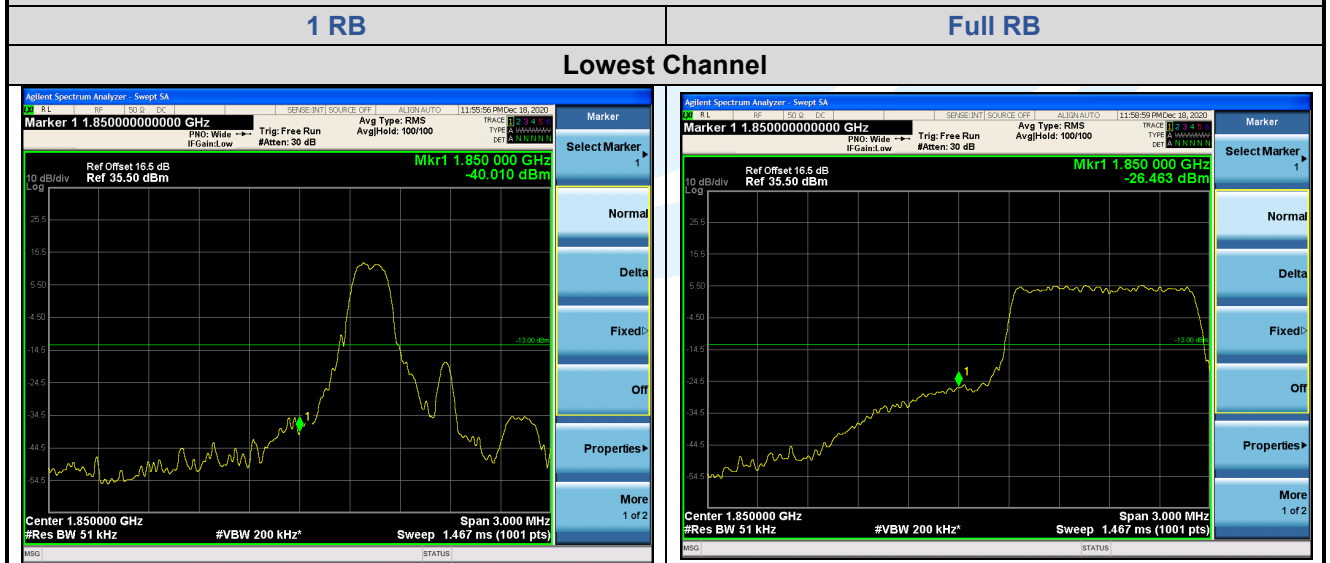 1 RB
Full RB
Lowest Channel
Agilent Spectrum Analyzer - Swept SA
RL RF 50 Ω DC SENSE:INT SOURCE OFF ALIGN AUTO 11:55:56 PM Dec 18, 2020
Marker 1 1.850000000000 GHz
PNO: Wide
IFGain:Low
Trig: Free Run
#Atten: 30 dB
Avg Type: RMS
Avg|Hold: 100/100
TRACE 1 2 3 4 5 6
TYPE A
DET A N N N N N
Marker
Select Marker
1
Normal
Delta
Fixed
Off
Properties
More
1 of 2
Ref Offset 16.5 dB
10 dB/div Ref 35.50 dBm
Log
Mkr1 1.850 000 GHz
-40.010 dBm
25.5
15.5
5.50
-4.50
-14.5
-24.5
-34.5
-44.5
-54.5
-13.00 dBm
1
Center 1.850000 GHz
Span 3.000 MHz
#Res BW 51 kHz
#VBW 200 kHz*
Sweep 1.467 ms (1001 pts)
MSG
STATUS
Agilent Spectrum Analyzer - Swept SA
RL RF 50 Ω DC SENSE:INT SOURCE OFF ALIGN AUTO 11:58:59 PM Dec 18, 2020
Marker 1 1.850000000000 GHz
PNO: Wide
IFGain:Low
Trig: Free Run
#Atten: 30 dB
Avg Type: RMS
Avg|Hold: 100/100
TRACE 1 2 3 4 5 6
TYPE A
DET A N N N N N
Marker
Select Marker
1
Normal
Delta
Fixed
Off
Properties
More
1 of 2
Ref Offset 16.5 dB
10 dB/div Ref 35.50 dBm
Log
Mkr1 1.850 000 GHz
-26.463 dBm
25.5
15.5
5.50
-4.50
-14.5
-24.5
-34.5
-44.5
-54.5
-13.00 dBm
1
Center 1.850000 GHz
Span 3.000 MHz
#Res BW 51 kHz
#VBW 200 kHz*
Sweep 1.467 ms (1001 pts)
MSG
STATUS